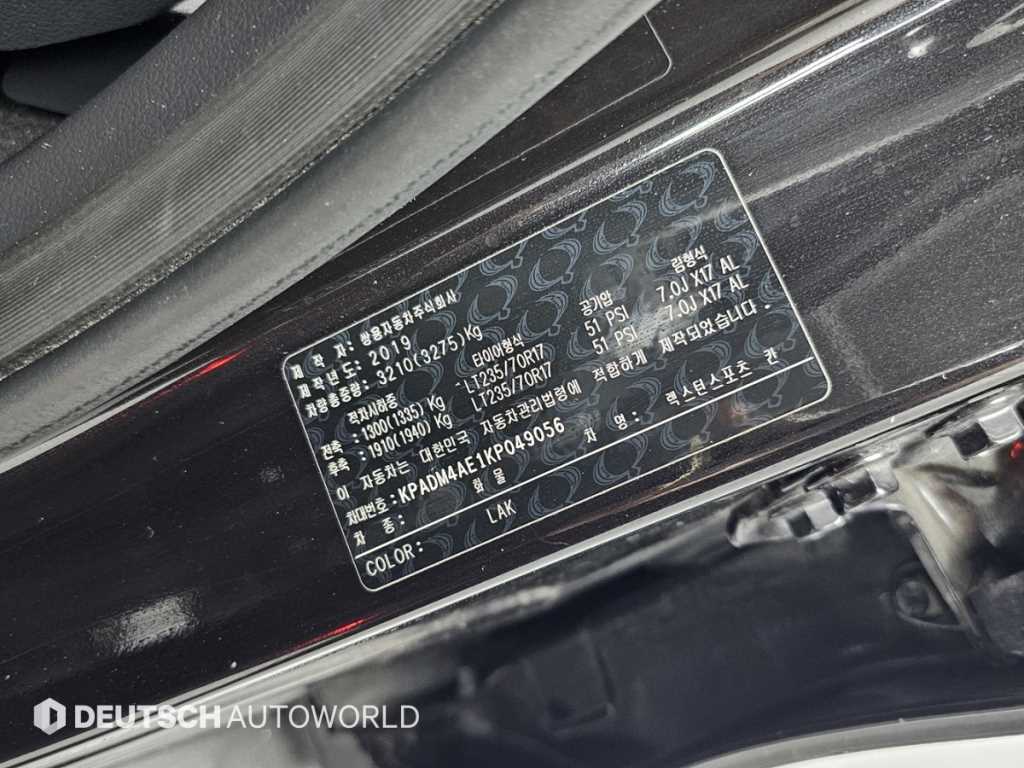 제 작 자: 쌍용자동차주식회사
제작년도: 2019
차량총중량: 3210(3275)Kg
적차시하중 타이어형식 공기압 림형식
전축 :1300(1335) Kg LT235/70R17 51 PSI 7.0J X17 AL
후축 :1910(1940) Kg LT235/70R17 51 PSI 7.0J X17 AL
이 자동차는 대한민국 자동차관리법령에 적합하게 제작되었습니다.
차대번호: KPADM4AE1KP049056
차 종: 화 물 차 명: 렉스턴스포츠 칸
COLOR: LAK
DEUTSCH AUTOWORLD